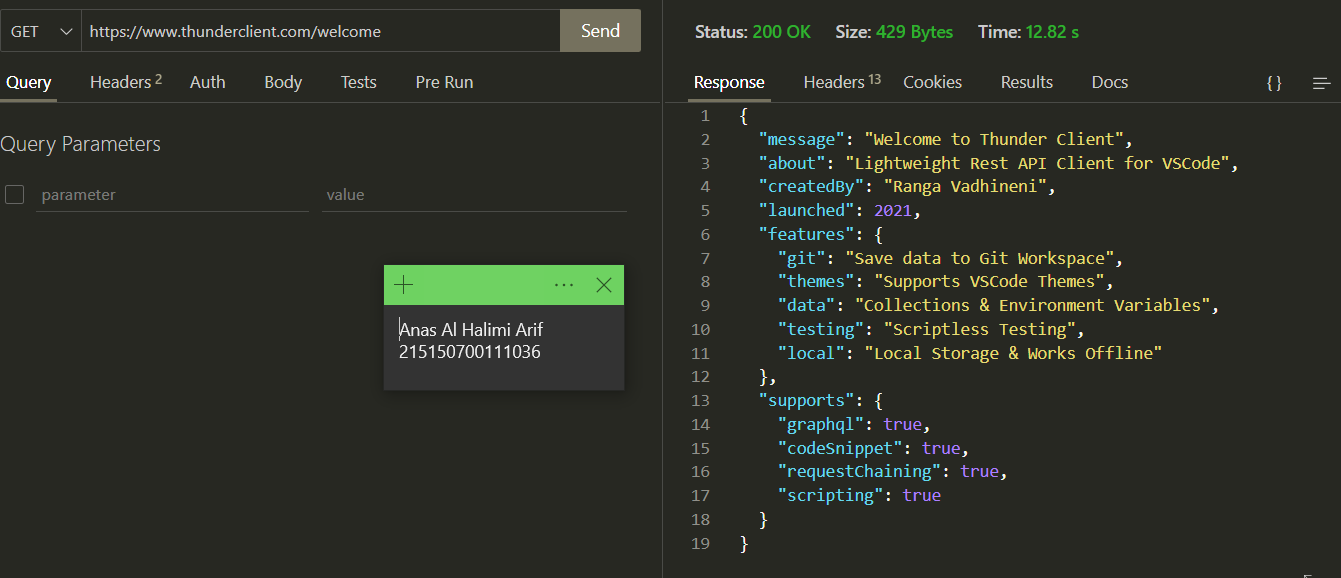 GET https://www.thunderclient.com/welcome Send
Query Headers 2 Auth Body Tests Pre Run
Query Parameters
parameter value
Anas Al Halimi Arif
215150700111036
Status: 200 OK Size: 429 Bytes Time: 12.82 s
Response Headers 13 Cookies Results Docs {}
1 {
2 "message": "Welcome to Thunder Client",
3 "about": "Lightweight Rest API Client for VSCode",
4 "createdBy": "Ranga Vadhineni",
5 "launched": 2021,
6 "features": {
7 "git": "Save data to Git Workspace",
8 "themes": "Supports VSCode Themes",
9 "data": "Collections & Environment Variables",
10 "testing": "Scriptless Testing",
11 "local": "Local Storage & Works Offline"
12 },
13 "supports": {
14 "graphql": true,
15 "codeSnippet": true,
16 "requestChaining": true,
17 "scripting": true
18 }
19 }